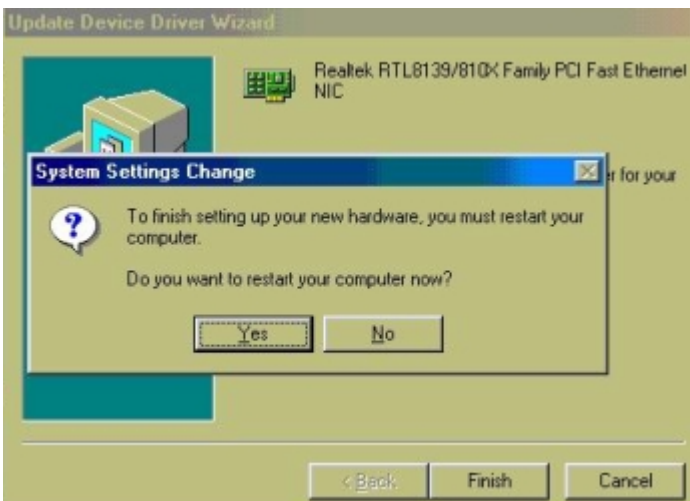 Update Device Driver Wizard
Realtek RTL8139/810X Family PCI Fast Ethernet
NIC
System Settings Change
r for your
To finish setting up your new hardware, you must restart your
computer.
Do you want to restart your computer now?
Yes
No
< Back
Finish
Cancel